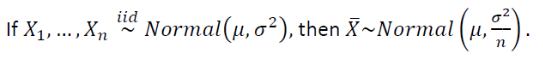 If X₁, …, Xₙ iid ~ Normal(μ, σ²), then X̄~Normal(μ, σ²/n).